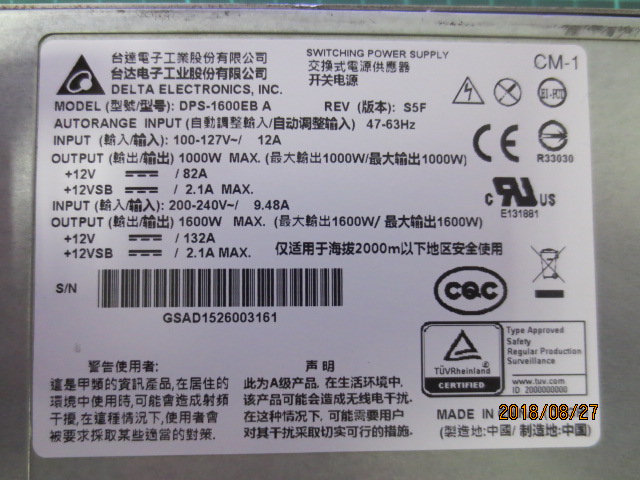 台達電子工業股份有限公司
台达电子工业股份有限公司
DELTA ELECTRONICS, INC.
SWITCHING POWER SUPPLY
交換式電源供應器
开关电源
CM-1
MODEL (型號/型号): DPS-1600EB A
REV (版本): S5F
AUTORANGE INPUT (自動調整輸入/自动调整输入) 47-63Hz
INPUT (輸入/输入): 100-127V~/ 12A
OUTPUT (輸出/输出) 1000W MAX. (最大輸出1000W/最大输出1000W)
+12V / 82A
+12VSB / 2.1A MAX.
INPUT (輸入/输入): 200-240V~/ 9.48A
OUTPUT (輸出/输出) 1600W MAX. (最大輸出1600W/ 最大输出1600W)
+12V / 132A
+12VSB / 2.1A MAX.
仅适用于海拔2000m以下地区安全使用
CE
R33030
c RU US
E131881
S/N
GSAD1526003161
CQC
TÜVRheinland
CERTIFIED
Type Approved
Safety
Regular Production
Surveillance
www.tuv.com
ID 2000000000
警告使用者:
這是甲類的資訊產品,在居住的
環境中使用時,可能會造成射頻
干擾,在這種情況下,使用者會
被要求採取某些適當的對策.
声 明
此为A级产品, 在生活环境中.
该产品可能会造成无线电干扰.
在这种情况下, 可能需要用户
对其干扰采取切实可行的措施.
MADE IN
2018/08/27
(製造地:中國/ 制造地:中国)